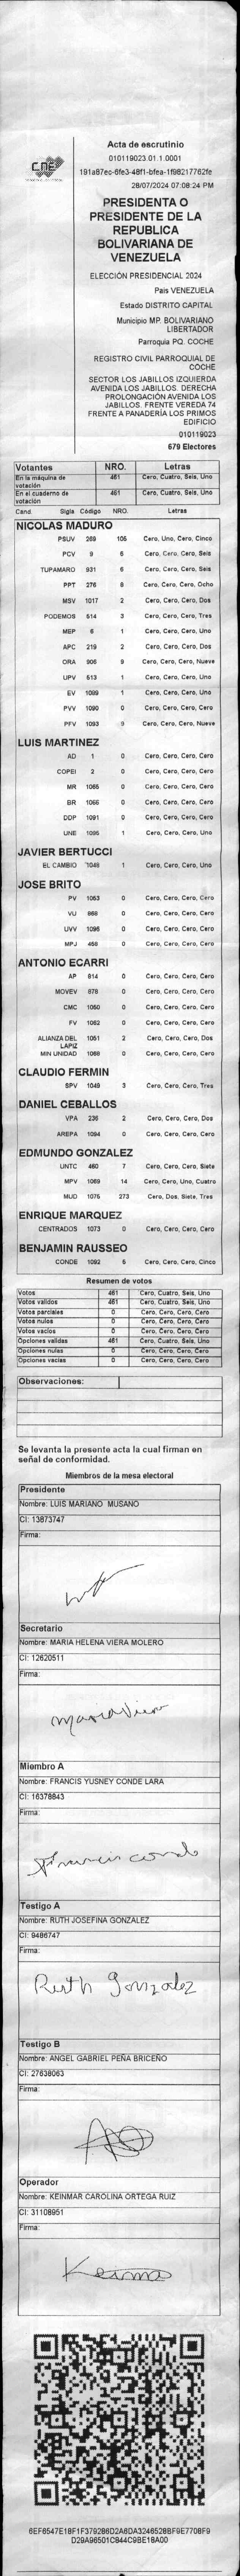 CNE
Acta de escrutinio
010119023.01.1.0001
191a87ec-6fe3-48f1-bfea-1f98217762fe
28/07/2024 07:08:24 PM
PRESIDENTA O
PRESIDENTE DE LA
REPUBLICA
BOLIVARIANA DE
VENEZUELA
ELECCIÓN PRESIDENCIAL 2024
Pais VENEZUELA
Estado DISTRITO CAPITAL
Municipio MP. BOLIVARIANO
LIBERTADOR
Parroquia PQ. COCHE
REGISTRO CIVIL PARROQUIAL DE
COCHE
SECTOR LOS JABILLOS IZQUIERDA
AVENIDA LOS JABILLOS. DERECHA
PROLONGACIÓN AVENIDA LOS
JABILLOS. FRENTE VEREDA 74
FRENTE A PANADERÍA LOS PRIMOS
EDIFICIO
010119023
679 Electores
Votantes NRO. Letras
En la máquina de votación 461 Cero, Cuatro, Seis, Uno
En el cuaderno de votación 461 Cero, Cuatro, Seis, Uno
Cand. Sigla Código NRO. Letras
NICOLAS MADURO
PSUV 269 105 Cero, Uno, Cero, Cinco
PCV 9 6 Cero, Cero, Cero, Seis
TUPAMARO 931 6 Cero, Cero, Cero, Seis
PPT 276 8 Cero, Cero, Cero, Ocho
MSV 1017 2 Cero, Cero, Cero, Dos
PODEMOS 514 3 Cero, Cero, Cero, Tres
MEP 6 1 Cero, Cero, Cero, Uno
APC 219 2 Cero, Cero, Cero, Dos
ORA 906 9 Cero, Cero, Cero, Nueve
UPV 513 1 Cero, Cero, Cero, Uno
EV 1089 1 Cero, Cero, Cero, Uno
PVV 1090 0 Cero, Cero, Cero, Cero
PFV 1093 9 Cero, Cero, Cero, Nueve
LUIS MARTINEZ
AD 1 0 Cero, Cero, Cero, Cero
COPEI 2 0 Cero, Cero, Cero, Cero
MR 1065 0 Cero, Cero, Cero, Cero
BR 1066 0 Cero, Cero, Cero, Cero
DDP 1091 0 Cero, Cero, Cero, Cero
UNE 1095 1 Cero, Cero, Cero, Uno
JAVIER BERTUCCI
EL CAMBIO 1048 1 Cero, Cero, Cero, Uno
JOSE BRITO
PV 1053 0 Cero, Cero, Cero, Cero
VU 868 0 Cero, Cero, Cero, Cero
UVV 1096 0 Cero, Cero, Cero, Cero
MPJ 458 0 Cero, Cero, Cero, Cero
ANTONIO ECARRI
AP 914 0 Cero, Cero, Cero, Cero
MOVEV 878 0 Cero, Cero, Cero, Cero
CMC 1050 0 Cero, Cero, Cero, Cero
FV 1052 0 Cero, Cero, Cero, Cero
ALIANZA DEL LAPIZ 1051 2 Cero, Cero, Cero, Dos
MIN UNIDAD 1068 0 Cero, Cero, Cero, Cero
CLAUDIO FERMIN
SPV 1049 3 Cero, Cero, Cero, Tres
DANIEL CEBALLOS
VPA 236 2 Cero, Cero, Cero, Dos
AREPA 1094 0 Cero, Cero, Cero, Cero
EDMUNDO GONZALEZ
UNTC 460 7 Cero, Cero, Cero, Siete
MPV 1069 14 Cero, Cero, Uno, Cuatro
MUD 1075 273 Cero, Dos, Siete, Tres
ENRIQUE MARQUEZ
CENTRADOS 1073 0 Cero, Cero, Cero, Cero
BENJAMIN RAUSSEO
CONDE 1092 5 Cero, Cero, Cero, Cinco
Resumen de votos
Votos 461 Cero, Cuatro, Seis, Uno
Votos validos 461 Cero, Cuatro, Seis, Uno
Votos parciales 0 Cero, Cero, Cero, Cero
Votos nulos 0 Cero, Cero, Cero, Cero
Votos vacíos 0 Cero, Cero, Cero, Cero
Opciones validas 461 Cero, Cuatro, Seis, Uno
Opciones nulas 0 Cero, Cero, Cero, Cero
Opciones vacias 0 Cero, Cero, Cero, Cero
Observaciones:
Se levanta la presente acta la cual firman en
señal de conformidad.
Miembros de la mesa electoral
Presidente
Nombre: LUIS MARIANO MUSANO
CI: 13873747
Firma:
Secretario
Nombre: MARIA HELENA VIERA MOLERO
CI: 12620511
Firma:
Maria Viera
Miembro A
Nombre: FRANCIS YUSNEY CONDE LARA
CI: 16378843
Firma:
Francis conde
Testigo A
Nombre: RUTH JOSEFINA GONZALEZ
CI: 9486747
Firma:
Ruth Gonzalez
Testigo B
Nombre: ANGEL GABRIEL PEÑA BRICEÑO
CI: 27638063
Firma:
Operador
Nombre: KEINMAR CAROLINA ORTEGA RUIZ
CI: 31108951
Firma:
6EF6547E18F1F379286D2A6DA3246528BF9E7708F9
D29A96501C844C9BE18A00